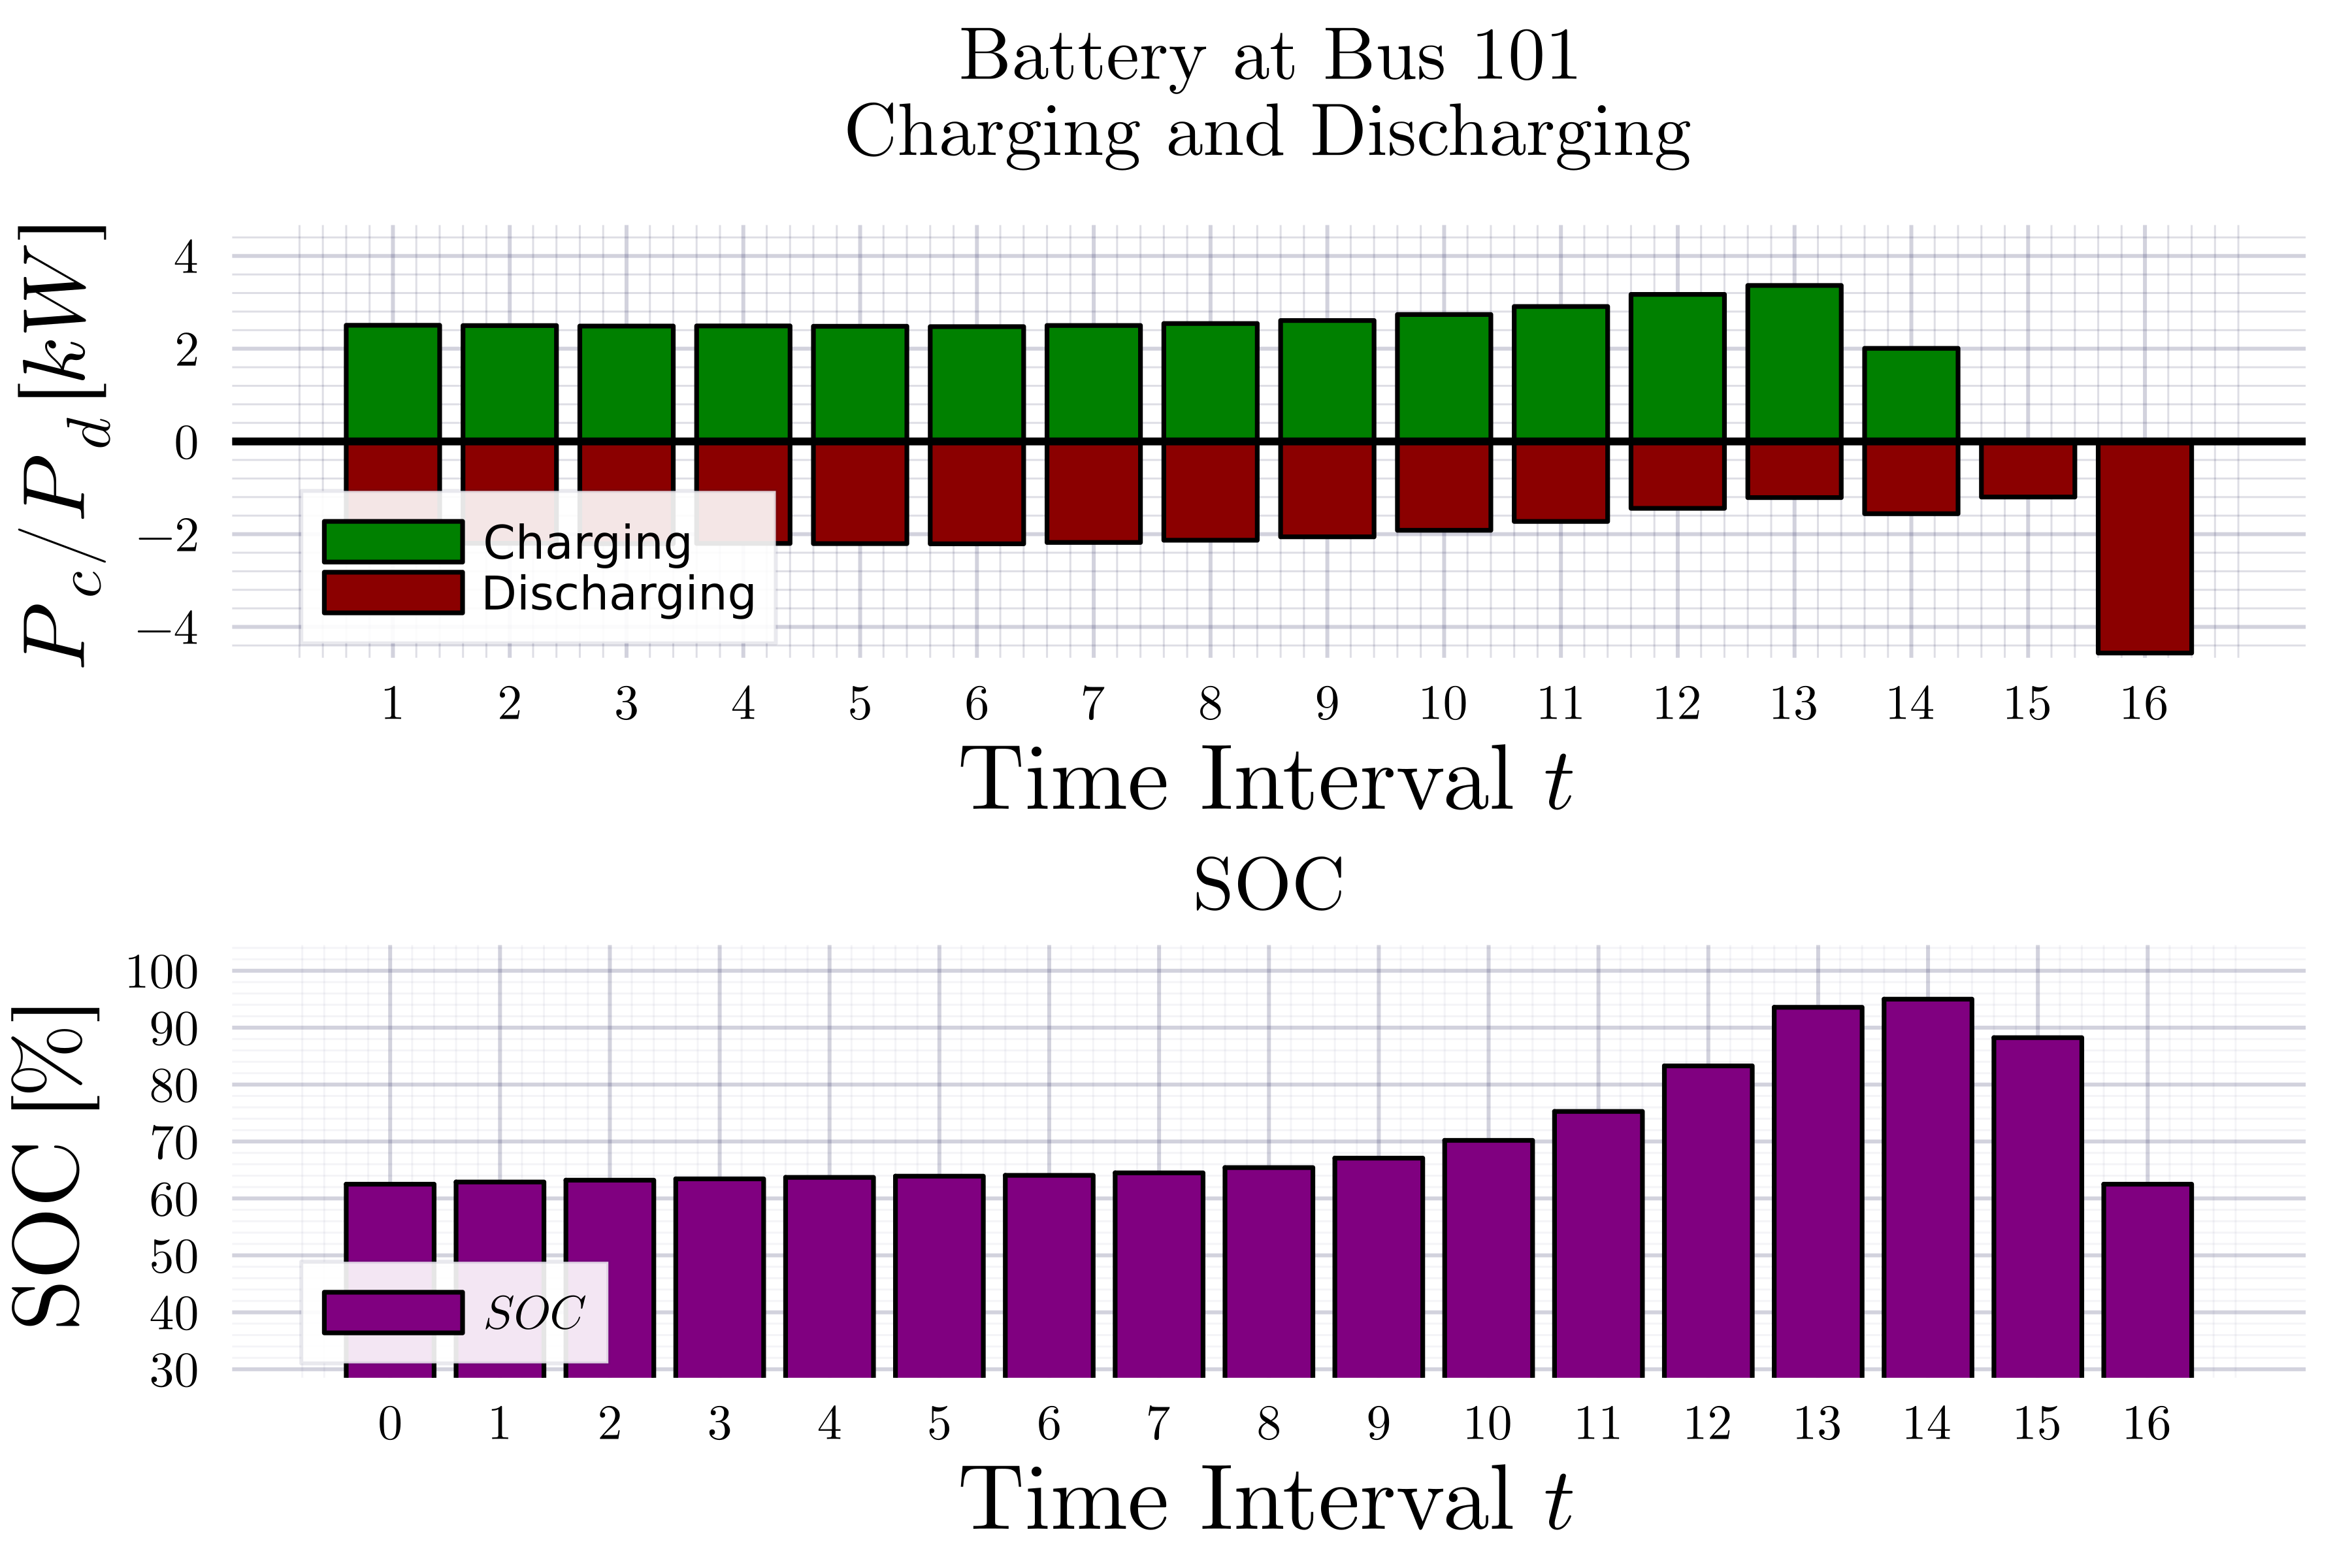 Battery at Bus 101
Charging and Discharging
P_c/P_d [kW]
4
2
0
−2
−4
Charging
Discharging
1 2 3 4 5 6 7 8 9 10 11 12 13 14 15 16
Time Interval t
SOC
SOC [%]
100
90
80
70
60
50
40
30
SOC
0 1 2 3 4 5 6 7 8 9 10 11 12 13 14 15 16
Time Interval t